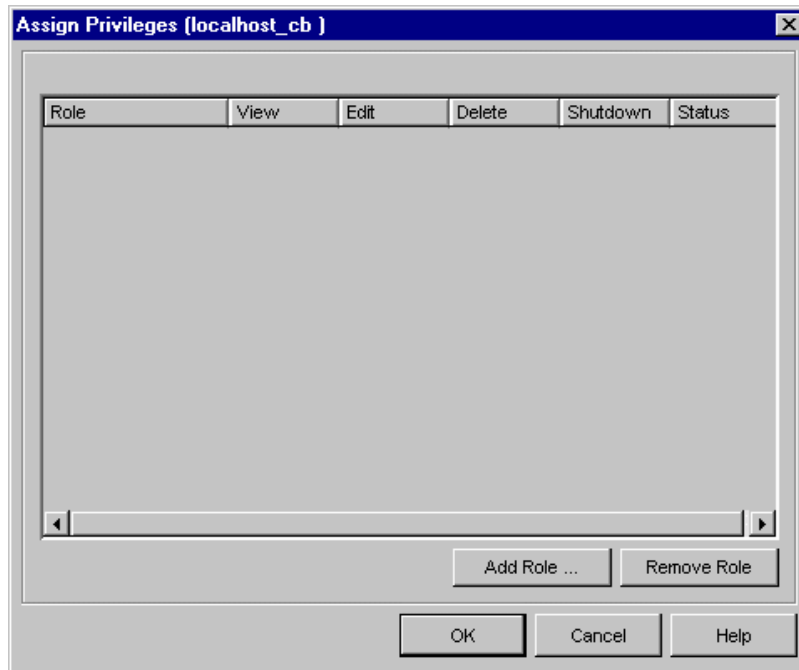 Assign Privileges (localhost_cb )
Role View Edit Delete Shutdown Status
Add Role ... Remove Role
OK Cancel Help